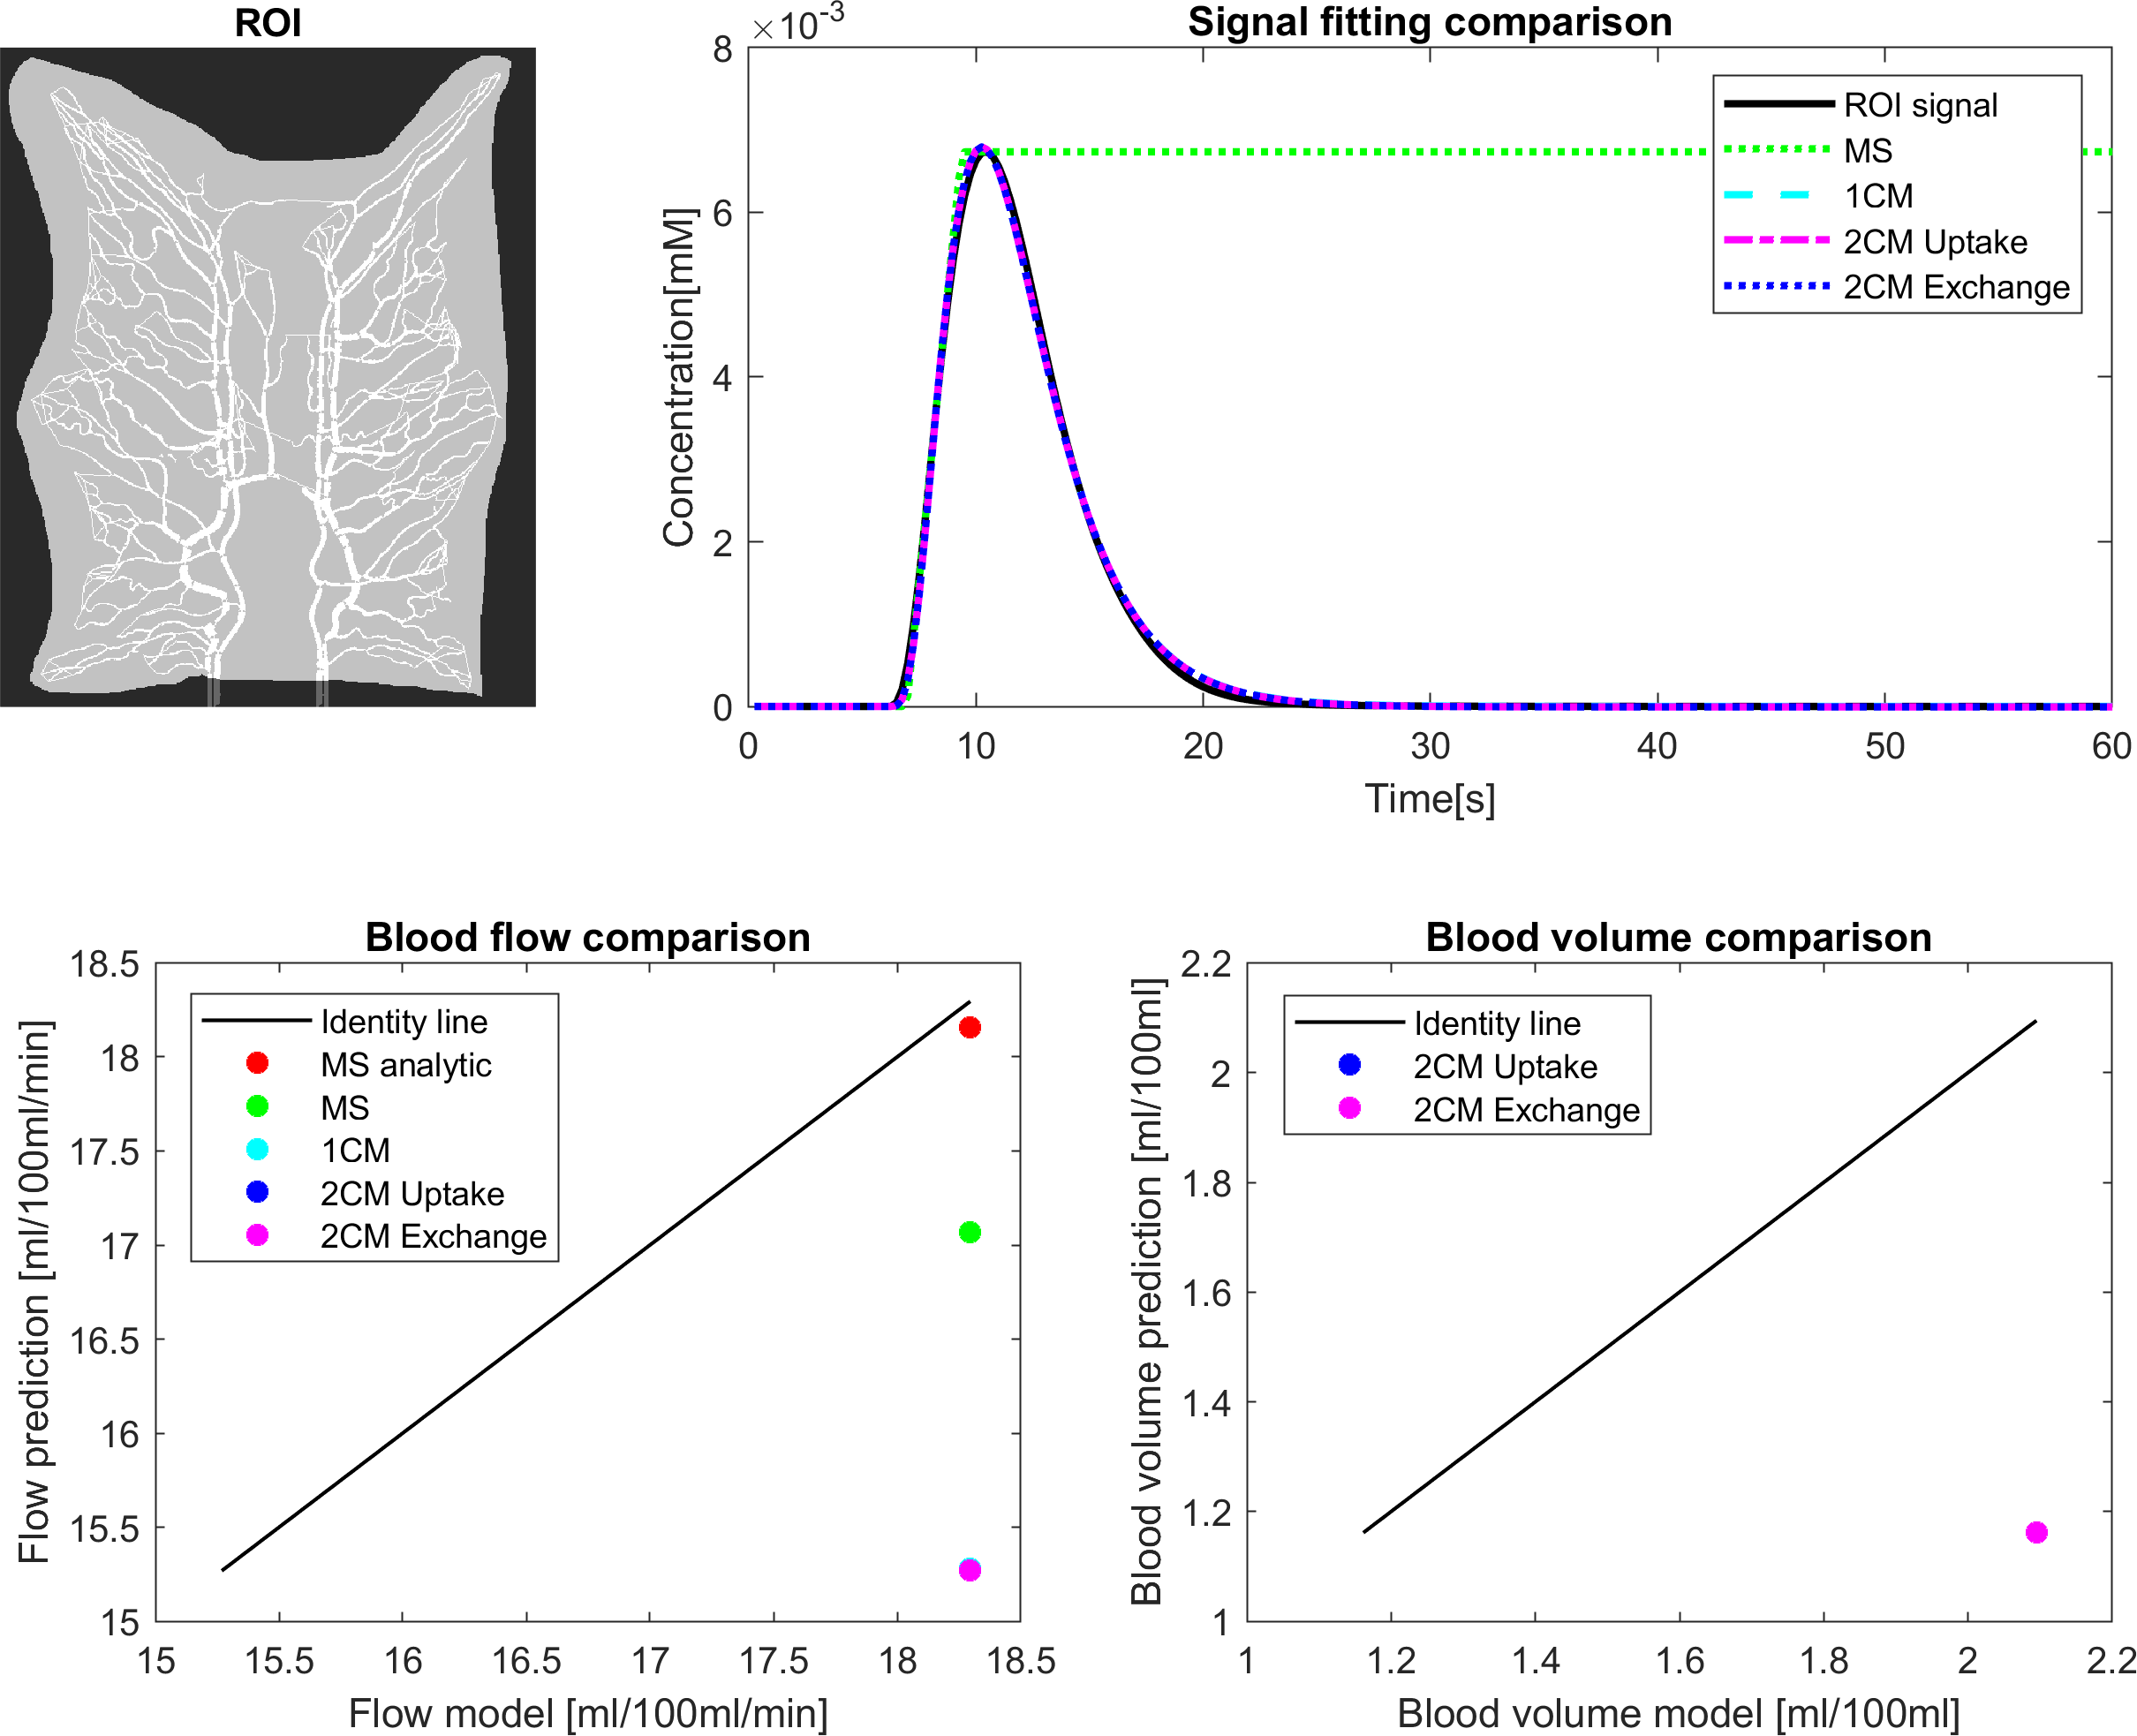 ROI
Signal fitting comparison
×10-3
8
6
4
2
0
Concentration[mM]
ROI signal
MS
1CM
2CM Uptake
2CM Exchange
0 10 20 30 40 50 60
Time[s]
Blood flow comparison
18.5
18
17.5
17
16.5
16
15.5
15
Flow prediction [ml/100ml/min]
Identity line
MS analytic
MS
1CM
2CM Uptake
2CM Exchange
15 15.5 16 16.5 17 17.5 18 18.5
Flow model [ml/100ml/min]
Blood volume comparison
2.2
2
1.8
1.6
1.4
1.2
1
Blood volume prediction [ml/100ml]
Identity line
2CM Uptake
2CM Exchange
1 1.2 1.4 1.6 1.8 2 2.2
Blood volume model [ml/100ml]